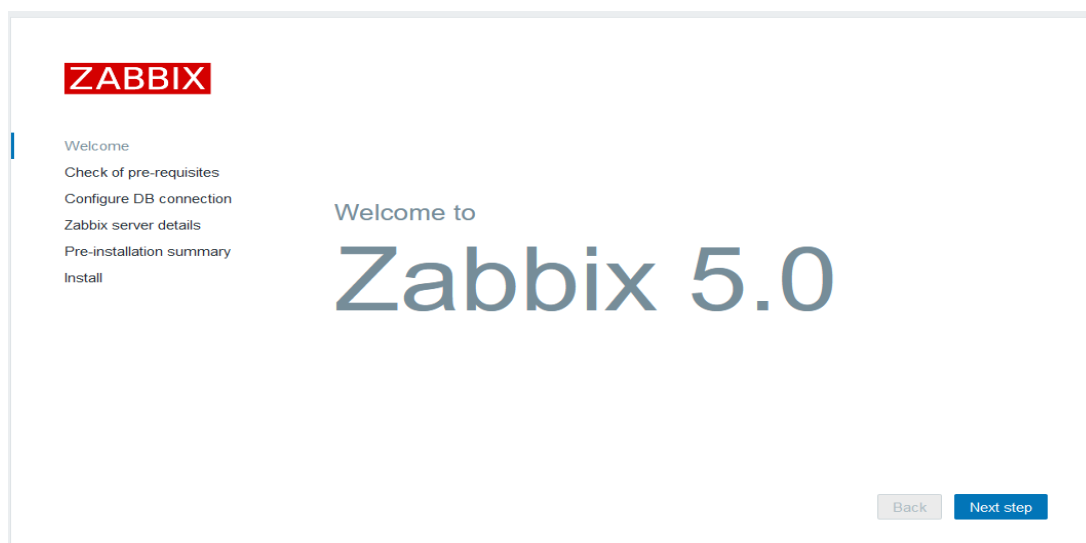 ZABBIX
Welcome
Check of pre-requisites
Configure DB connection
Zabbix server details
Pre-installation summary
Install
Welcome to
Zabbix 5.0
Back
Next step